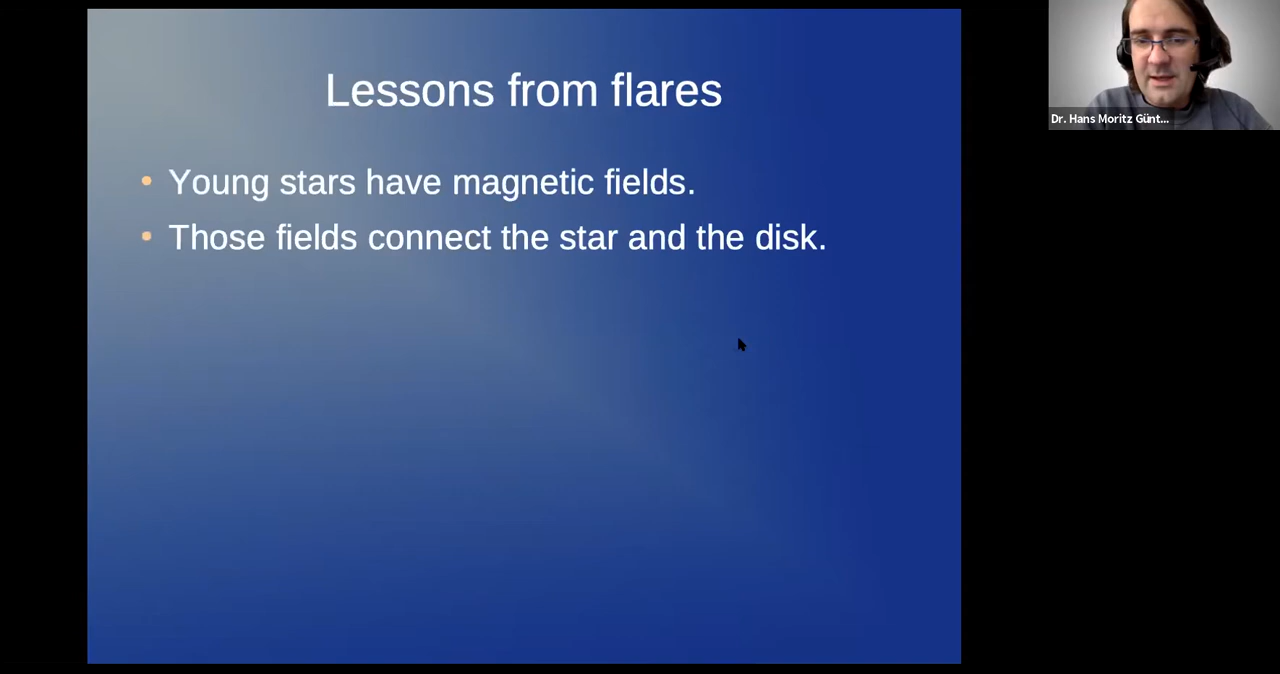 Lessons from flares
• Young stars have magnetic fields.
• Those fields connect the star and the disk.
Dr. Hans Moritz Günt...